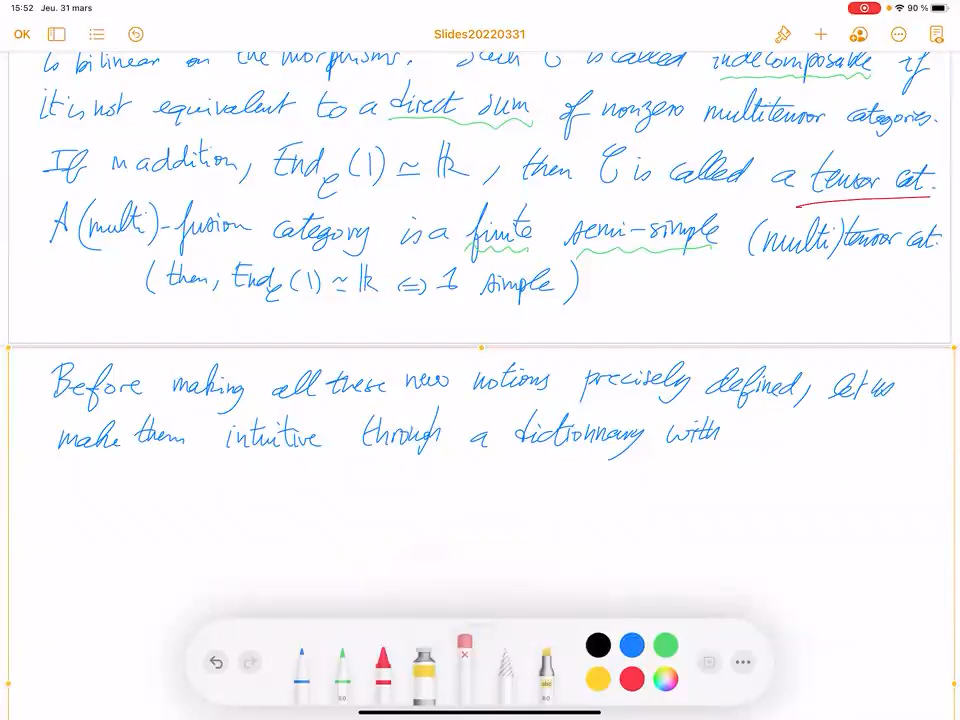 15:52 Jeu. 31 mars 90 %
OK Slides20220331
is bilinear on the morphisms. Such C is called indecomposable if
it is not equivalent to a direct sum of nonzero multitensor categories.
If in addition, End_C(1) ≃ 𝕜, then C is called a tensor cat.
A (multi)-fusion category is a finite semi-simple (multi)tensor cat.
(then, End_C(1) ≃ 𝕜 <=> 1 simple)
Before making all these new notions precisely defined, let us
make them intuitive through a dictionnary with